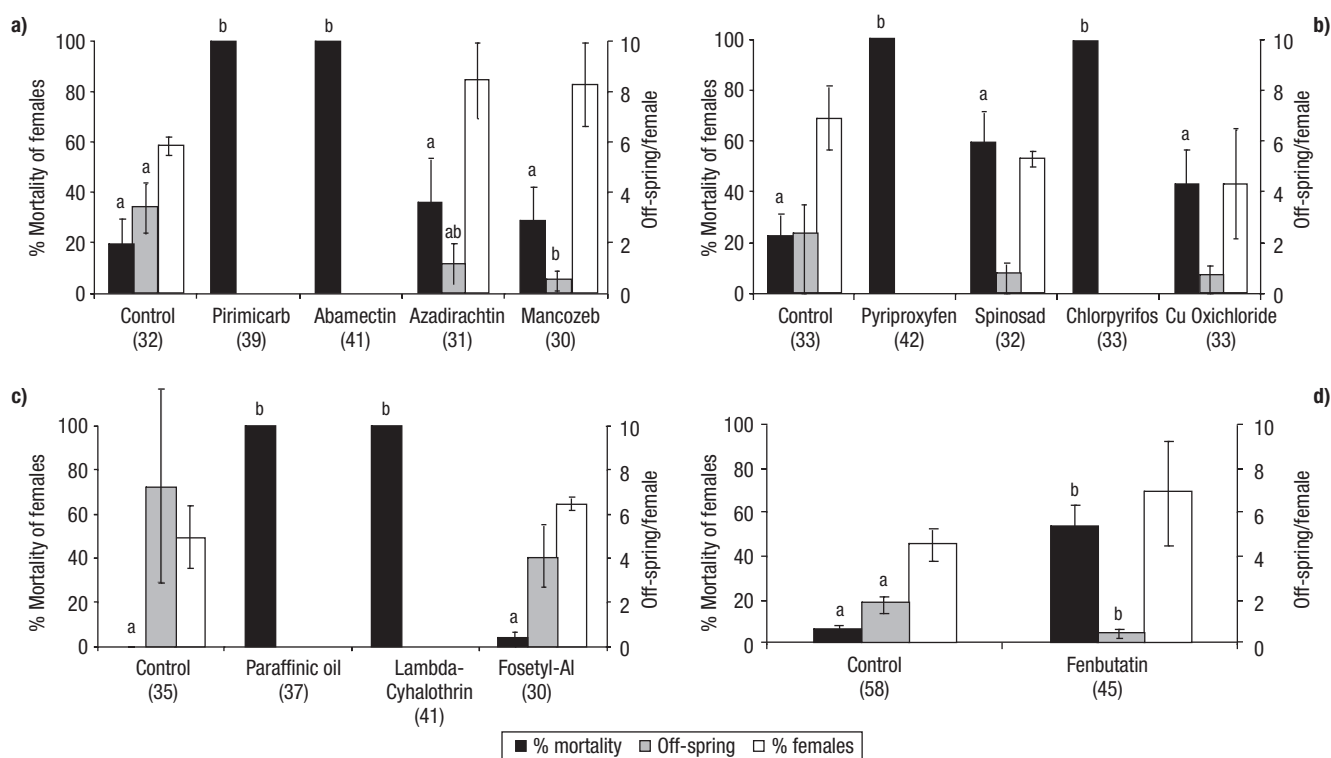 a)
% Mortality of females
100
80
60
40
20
0
10
8
6
4
2
0
Off-spring/female
a a b b a ab a b
Control Pirimicarb Abamectin Azadirachtin Mancozeb
(32) (39) (41) (31) (30)
b)
% Mortality of females
100
80
60
40
20
0
10
8
6
4
2
0
Off-spring/female
a b a b a
Control Pyriproxyfen Spinosad Chlorpyrifos Cu Oxichloride
(33) (42) (32) (33) (33)
c)
% Mortality of females
100
80
60
40
20
0
10
8
6
4
2
0
Off-spring/female
a b b a
Control Paraffinic oil Lambda- Fosetyl-Al
(35) (37) Cyhalothrin (30)
(41)
d)
% Mortality of females
100
80
60
40
20
0
10
8
6
4
2
0
Off-spring/female
a a b b
Control Fenbutatin
(58) (45)
% mortality Off-spring % females